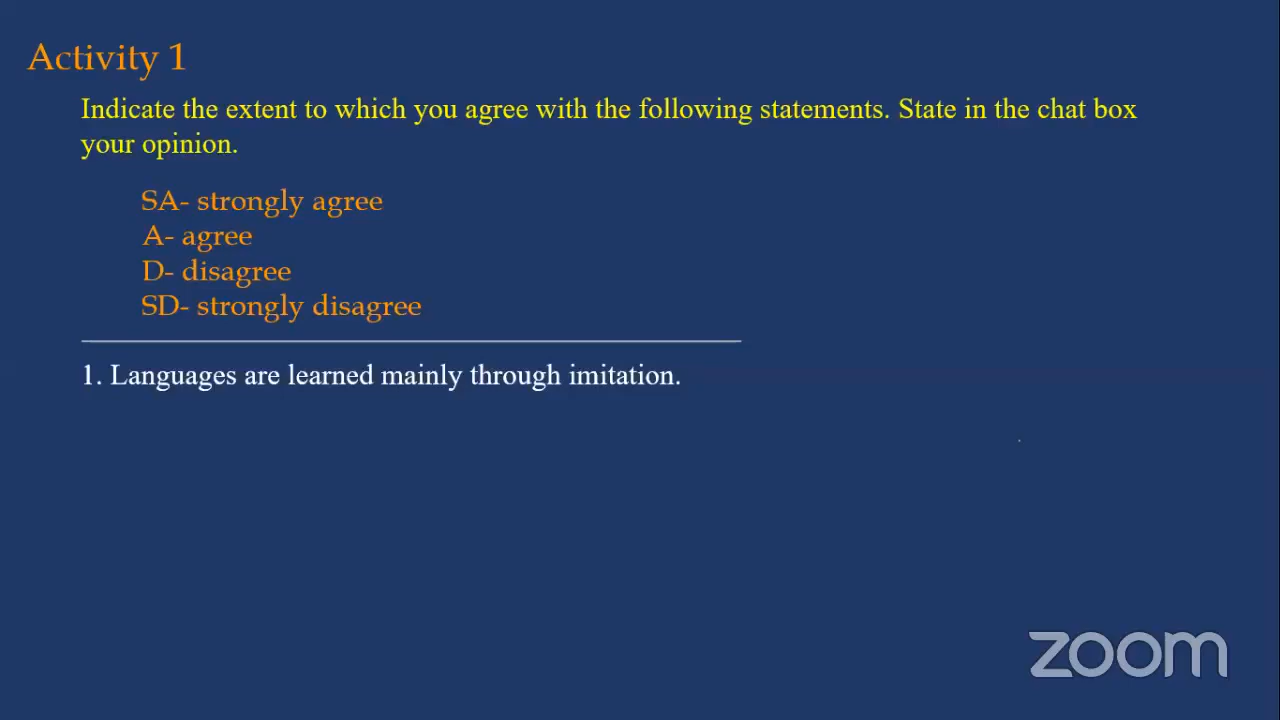 Activity 1
Indicate the extent to which you agree with the following statements. State in the chat box
your opinion.
SA- strongly agree
A- agree
D- disagree
SD- strongly disagree
1. Languages are learned mainly through imitation.
zoom